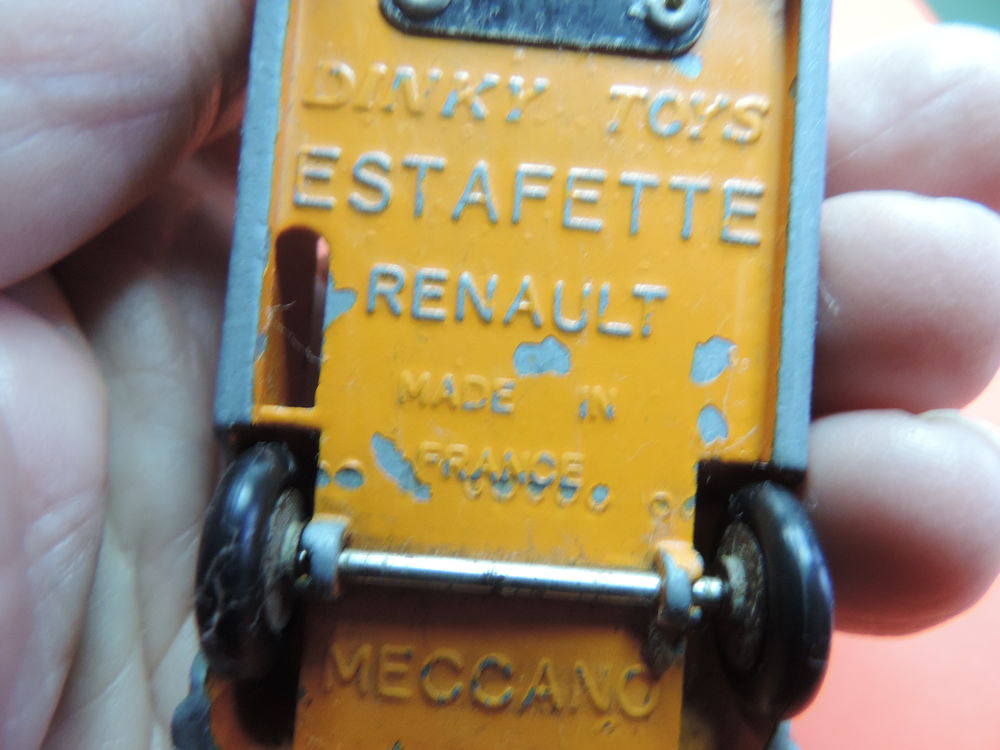 DINKY TOYS
ESTAFETTE
RENAULT
MADE IN
FRANCE
MECCANO